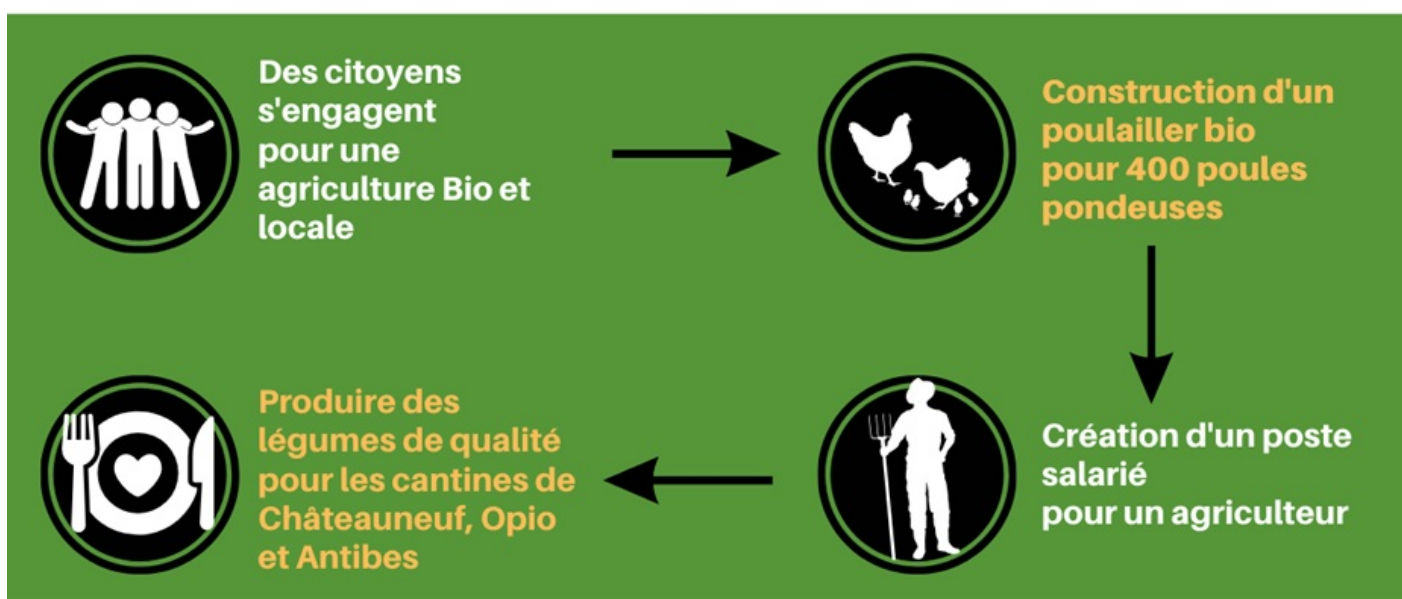 Des citoyens
s'engagent
pour une
agriculture Bio et
locale
Construction d'un
poulailler bio
pour 400 poules
pondeuses
Création d'un poste
salarié
pour un agriculteur
Produire des
légumes de qualité
pour les cantines de
Châteauneuf, Opio
et Antibes